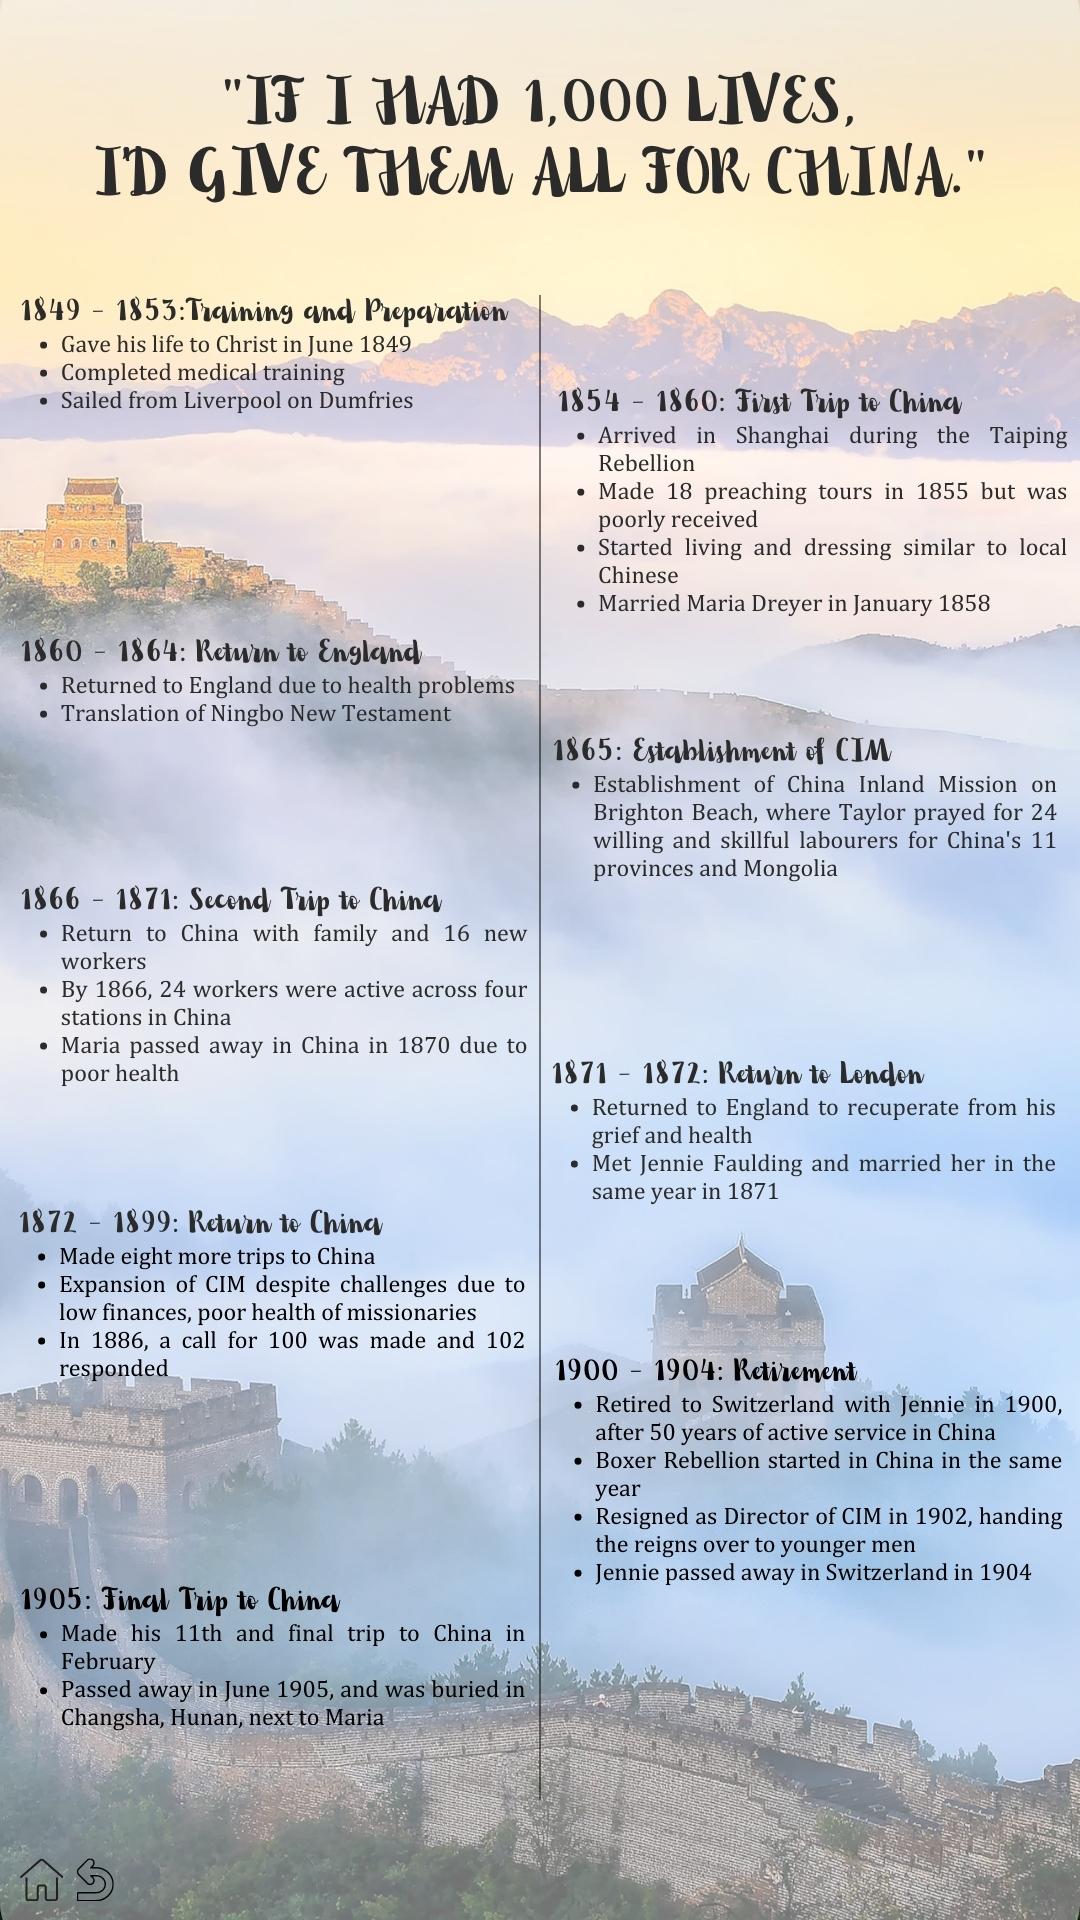 "IF I HAD 1,000 LIVES,
I'D GIVE THEM ALL FOR CHINA."
1849 - 1853:Training and Preparation
• Gave his life to Christ in June 1849
• Completed medical training
• Sailed from Liverpool on Dumfries
1854 - 1860: First Trip to China
• Arrived in Shanghai during the Taiping
Rebellion
• Made 18 preaching tours in 1855 but was
poorly received
• Started living and dressing similar to local
Chinese
• Married Maria Dreyer in January 1858
1860 - 1864: Return to England
• Returned to England due to health problems
• Translation of Ningbo New Testament
1865: Establishment of CIM
• Establishment of China Inland Mission on
Brighton Beach, where Taylor prayed for 24
willing and skillful labourers for China's 11
provinces and Mongolia
1866 - 1871: Second Trip to China
• Return to China with family and 16 new
workers
• By 1866, 24 workers were active across four
stations in China
• Maria passed away in China in 1870 due to
poor health
1871 - 1872: Return to London
• Returned to England to recuperate from his
grief and health
• Met Jennie Faulding and married her in the
same year in 1871
1872 - 1899: Return to China
• Made eight more trips to China
• Expansion of CIM despite challenges due to
low finances, poor health of missionaries
• In 1886, a call for 100 was made and 102
responded
1900 - 1904: Retirement
• Retired to Switzerland with Jennie in 1900,
after 50 years of active service in China
• Boxer Rebellion started in China in the same
year
• Resigned as Director of CIM in 1902, handing
the reigns over to younger men
• Jennie passed away in Switzerland in 1904
1905: Final Trip to China
• Made his 11th and final trip to China in
February
• Passed away in June 1905, and was buried in
Changsha, Hunan, next to Maria